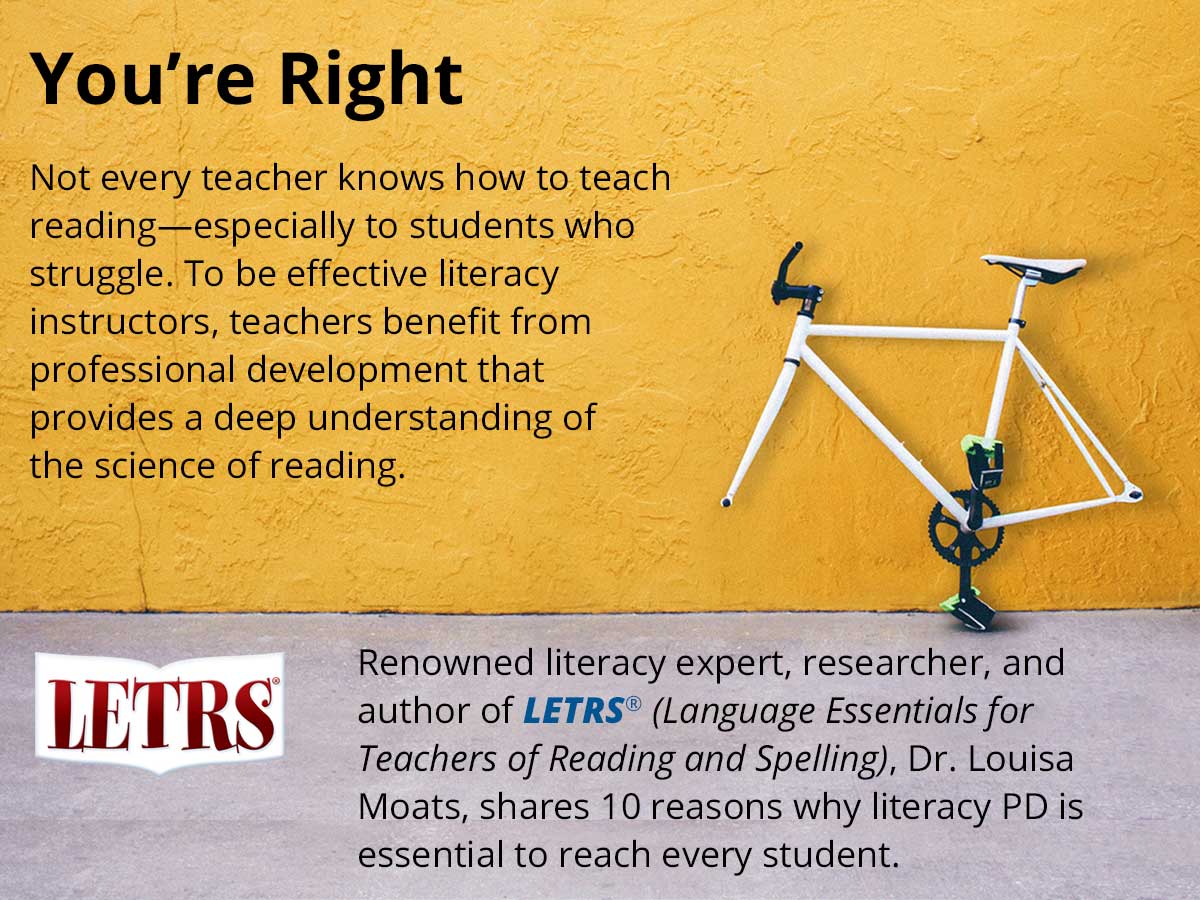 You’re Right
Not every teacher knows how to teach
reading—especially to students who
struggle. To be effective literacy
instructors, teachers benefit from
professional development that
provides a deep understanding of
the science of reading.
LETRS®
Renowned literacy expert, researcher, and
author of LETRS® (Language Essentials for
Teachers of Reading and Spelling), Dr. Louisa
Moats, shares 10 reasons why literacy PD is
essential to reach every student.